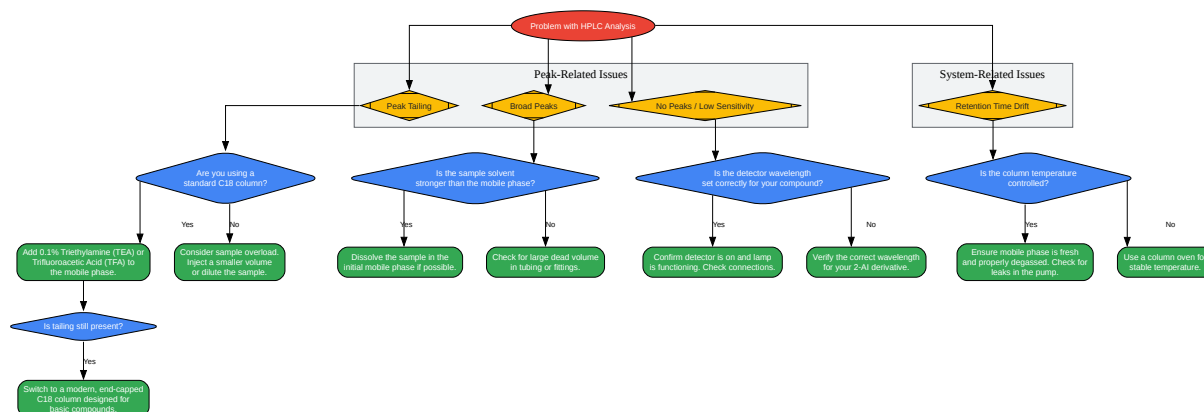 Problem with HPLC Analysis
Peak-Related Issues
System-Related Issues
Peak Tailing
Broad Peaks
No Peaks / Low Sensitivity
Retention Time Drift
Are you using a
standard C18 column?
Is the sample solvent
stronger than the mobile phase?
Is the detector wavelength
set correctly for your compound?
Is the column temperature
controlled?
Yes
No
Yes
No
Yes
No
Yes
No
Add 0.1% Triethylamine (TEA) or
Trifluoroacetic Acid (TFA) to
the mobile phase.
Consider sample overload.
Inject a smaller volume
or dilute the sample.
Dissolve the sample in the
initial mobile phase if possible.
Check for large dead volume
in tubing or fittings.
Confirm detector is on and lamp
is functioning. Check connections.
Verify the correct wavelength
for your 2-AI derivative.
Ensure mobile phase is fresh
and properly degassed. Check for
leaks in the pump.
Use a column oven fo
stable temperature.
Is tailing still present?
Yes
Switch to a modern, end-capped
C18 column designed for
basic compounds.